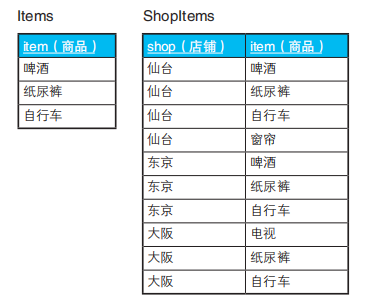 Items
item（商品）
啤酒
纸尿裤
自行车
ShopItems
shop（店铺） item（商品）
仙台 啤酒
仙台 纸尿裤
仙台 自行车
仙台 窗帘
东京 啤酒
东京 纸尿裤
东京 自行车
大阪 电视
大阪 纸尿裤
大阪 自行车